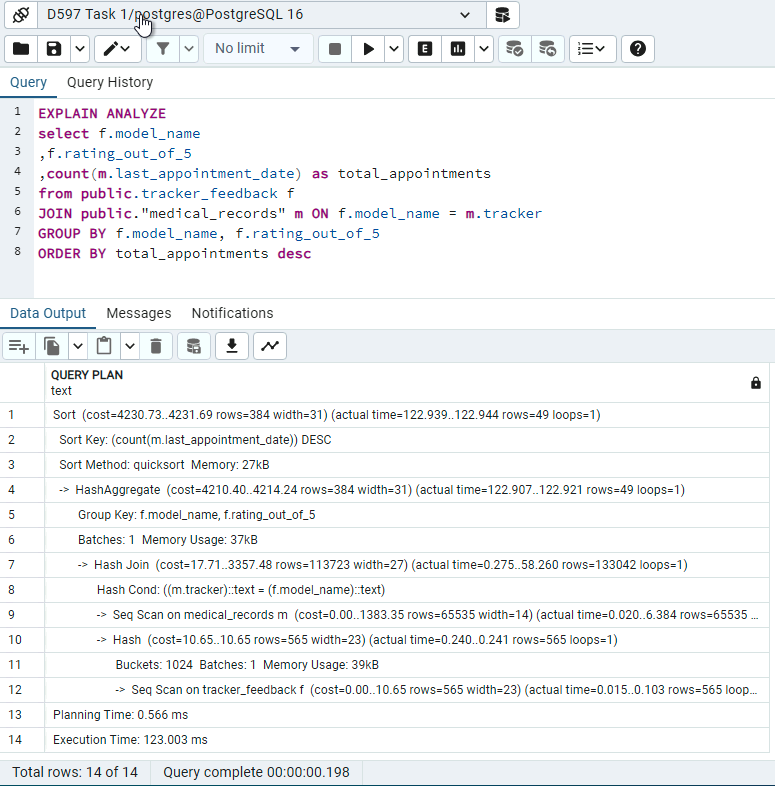 D597 Task 1/postgres@PostgreSQL 16
No limit
E
Query Query History
1 EXPLAIN ANALYZE
2 select f.model_name
3 ,f.rating_out_of_5
4 ,count(m.last_appointment_date) as total_appointments
5 from public.tracker_feedback f
6 JOIN public."medical_records" m ON f.model_name = m.tracker
7 GROUP BY f.model_name, f.rating_out_of_5
8 ORDER BY total_appointments desc
Data Output Messages Notifications
QUERY PLAN
text
1 Sort (cost=4230.73..4231.69 rows=384 width=31) (actual time=122.939..122.944 rows=49 loops=1)
2 Sort Key: (count(m.last_appointment_date)) DESC
3 Sort Method: quicksort Memory: 27kB
4 -> HashAggregate (cost=4210.40..4214.24 rows=384 width=31) (actual time=122.907..122.921 rows=49 loops=1)
5 Group Key: f.model_name, f.rating_out_of_5
6 Batches: 1 Memory Usage: 37kB
7 -> Hash Join (cost=17.71..3357.48 rows=113723 width=27) (actual time=0.275..58.260 rows=133042 loops=1)
8 Hash Cond: ((m.tracker)::text = (f.model_name)::text)
9 -> Seq Scan on medical_records m (cost=0.00..1383.35 rows=65535 width=14) (actual time=0.020..6.384 rows=65535 ...
10 -> Hash (cost=10.65..10.65 rows=565 width=23) (actual time=0.240..0.241 rows=565 loops=1)
11 Buckets: 1024 Batches: 1 Memory Usage: 39kB
12 -> Seq Scan on tracker_feedback f (cost=0.00..10.65 rows=565 width=23) (actual time=0.015..0.103 rows=565 loop...
13 Planning Time: 0.566 ms
14 Execution Time: 123.003 ms
Total rows: 14 of 14 Query complete 00:00:00.198